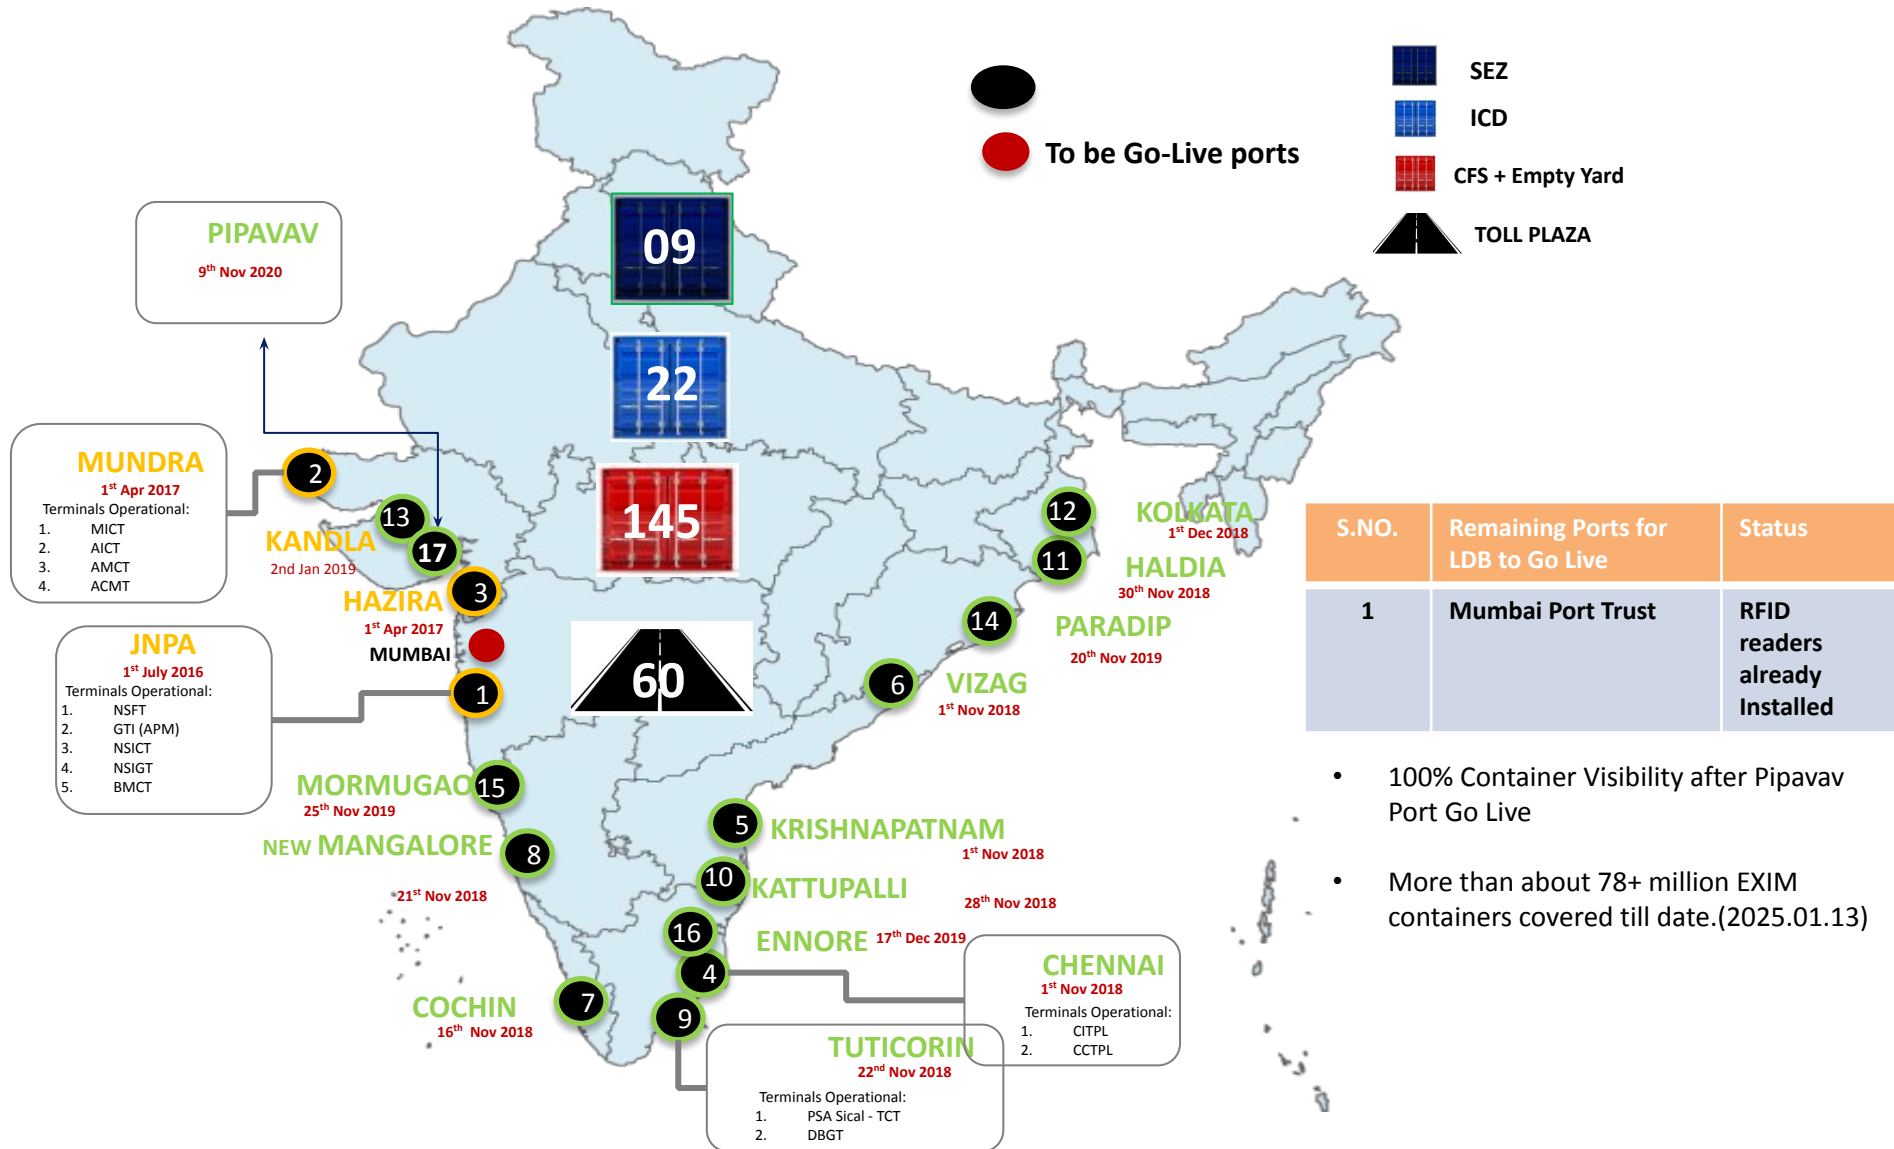 SEZ
ICD
CFS + Empty Yard
TOLL PLAZA
To be Go-Live ports
09
22
145
60
PIPAVAV
9th Nov 2020
MUNDRA
1st Apr 2017
Terminals Operational:
1. MICT
2. AICT
3. AMCT
4. ACMT
2
13
KANDLA
2nd Jan 2019
17
HAZIRA
1st Apr 2017
3
MUMBAI
JNPA
1st July 2016
Terminals Operational:
1. NSFT
2. GTI (APM)
3. NSICT
4. NSIGT
5. BMCT
1
MORMUGAO
25th Nov 2019
15
NEW MANGALORE
21st Nov 2018
8
COCHIN
16th Nov 2018
7
12
KOLKATA
1st Dec 2018
11
HALDIA
30th Nov 2018
14
PARADIP
20th Nov 2019
6
VIZAG
1st Nov 2018
5
KRISHNAPATNAM
1st Nov 2018
10
KATTUPALLI
28th Nov 2018
16
ENNORE 17th Dec 2019
4
CHENNAI
1st Nov 2018
Terminals Operational:
1. CITPL
2. CCTPL
9
TUTICORIN
22nd Nov 2018
Terminals Operational:
1. PSA Sical - TCT
2. DBGT
S.NO. Remaining Ports for Status
LDB to Go Live
1 Mumbai Port Trust RFID
readers
already
Installed
• 100% Container Visibility after Pipavav
Port Go Live
• More than about 78+ million EXIM
containers covered till date.(2025.01.13)